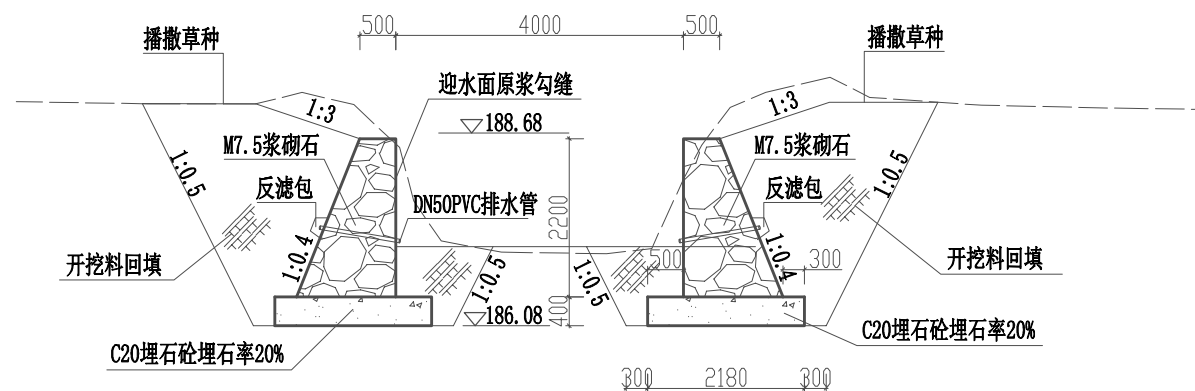 500 4000 500
播撒草种 播撒草种
迎水面原浆勾缝
1:3 1:3
188.68
M7.5浆砌石 M7.5浆砌石
1:0.5 1:0.5
反滤包 反滤包
DN50PVC排水管
2200
1:0.4 1:0.4
开挖料回填 500 300 开挖料回填
1:0.5 1:0.5
186.08 400
C20埋石砼埋石率20% C20埋石砼埋石率20%
300 2180 300